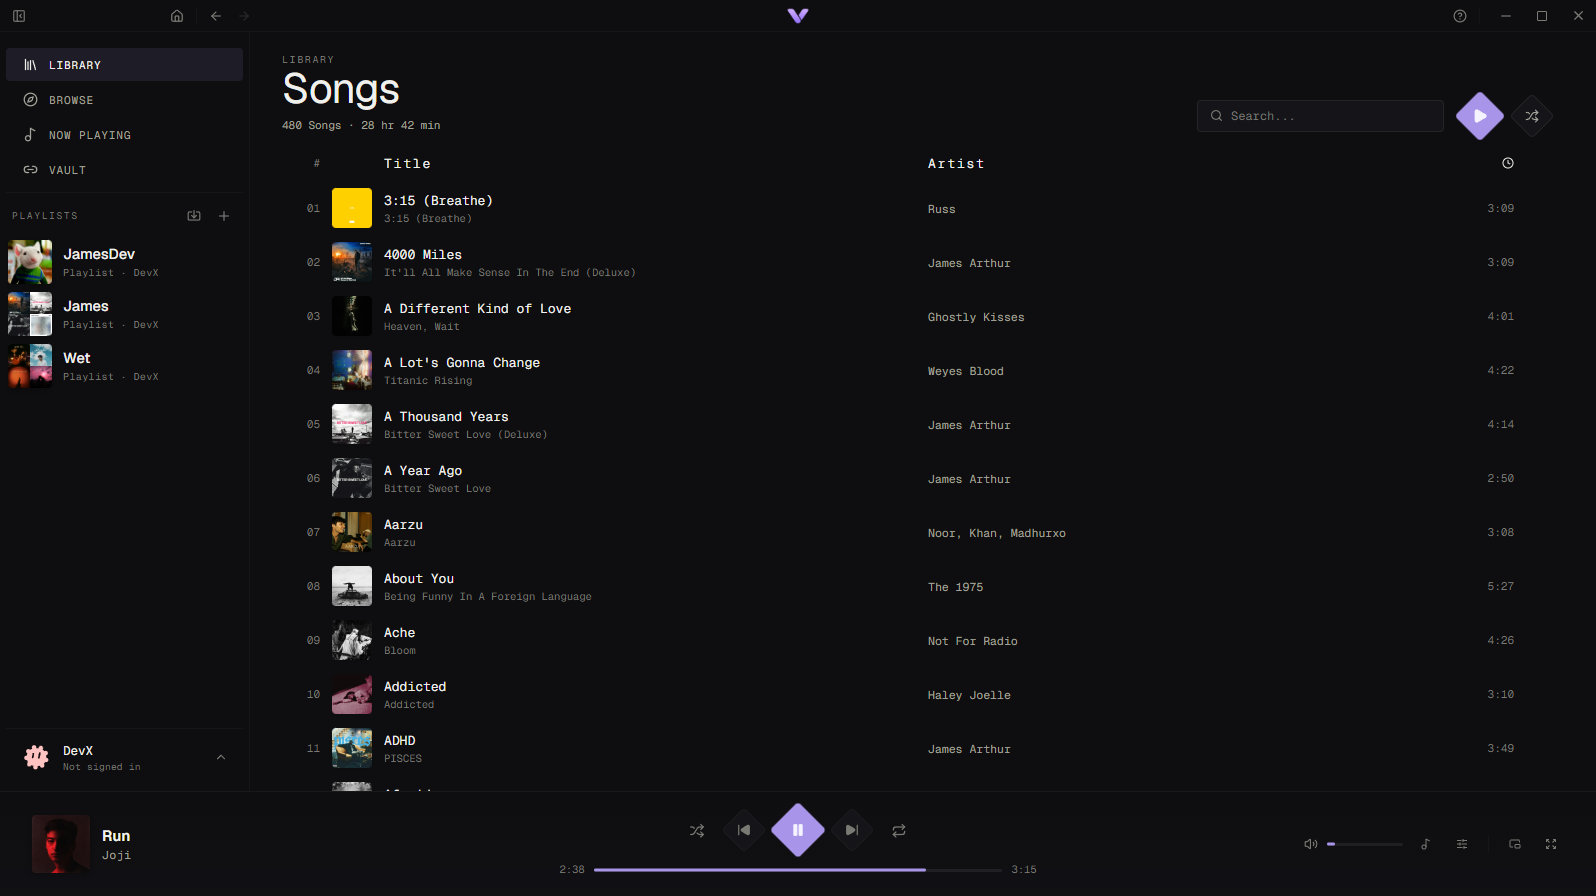 LIBRARY
BROWSE
NOW PLAYING
VAULT
PLAYLISTS
JamesDev
Playlist · DevX
James
Playlist · DevX
Wet
Playlist · DevX
DevX
Not signed in
LIBRARY
Songs
480 Songs · 28 hr 42 min
Search...
# Title Artist
01 3:15 (Breathe) Russ 3:09
3:15 (Breathe)
02 4000 Miles James Arthur 3:09
It'll All Make Sense In The End (Deluxe)
03 A Different Kind of Love Ghostly Kisses 4:01
Heaven, Wait
04 A Lot's Gonna Change Weyes Blood 4:22
Titanic Rising
05 A Thousand Years James Arthur 4:14
Bitter Sweet Love (Deluxe)
06 A Year Ago James Arthur 2:50
Bitter Sweet Love
07 Aarzu Noor, Khan, Madhurxo 3:08
Aarzu
08 About You The 1975 5:27
Being Funny In A Foreign Language
09 Ache Not For Radio 4:26
Bloom
10 Addicted Haley Joelle 3:10
Addicted
11 ADHD James Arthur 3:49
PISCES
Run
Joji
2:38 3:15